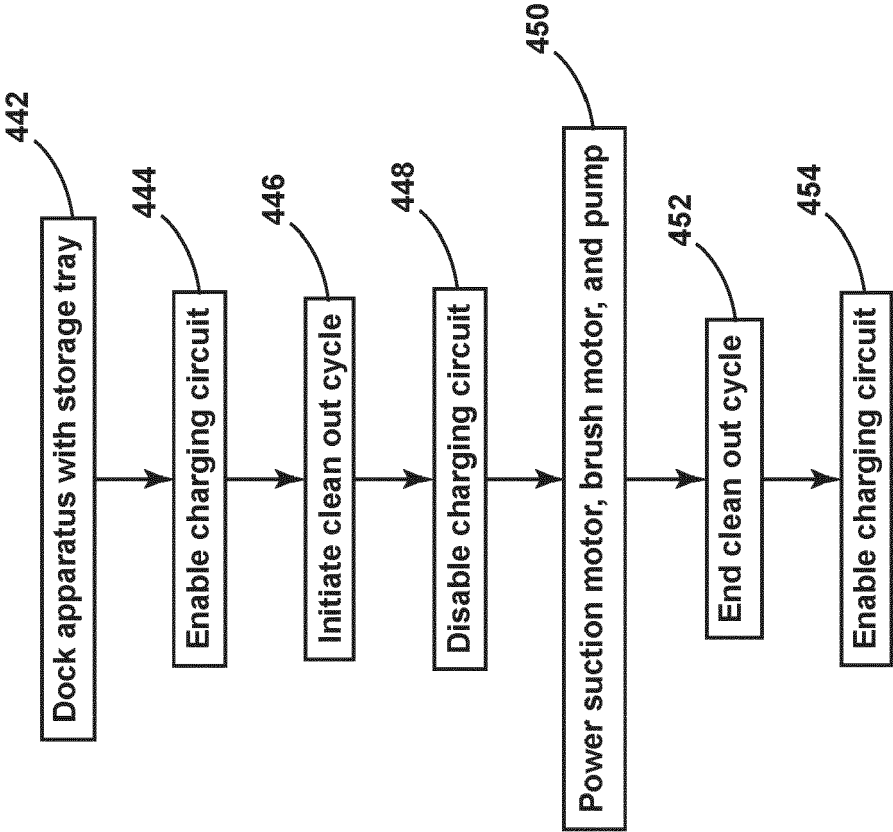 442
Dock apparatus with storage tray
444
Enable charging circuit
446
Initiate clean out cycle
448
Disable charging circuit
450
Power suction motor, brush motor, and pump
452
End clean out cycle
454
Enable charging circuit